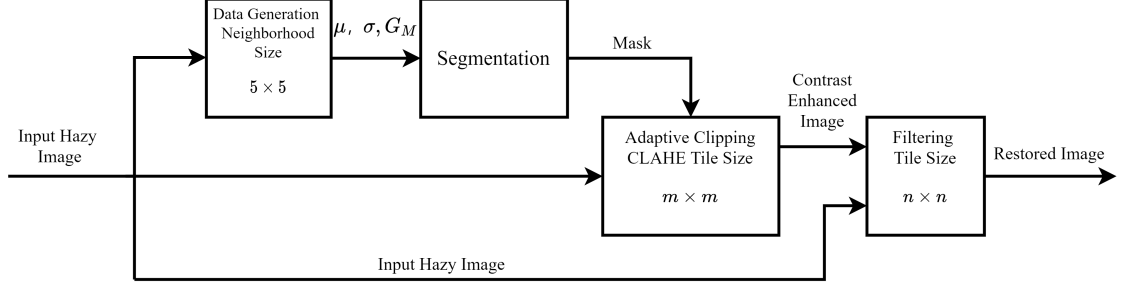 Data Generation
Neighborhood
Size
5 × 5
μ, σ, G_M
Segmentation
Mask
Input Hazy
Image
Adaptive Clipping
CLAHE Tile Size
m × m
Contrast
Enhanced
Image
Filtering
Tile Size
n × n
Restored Image
Input Hazy Image